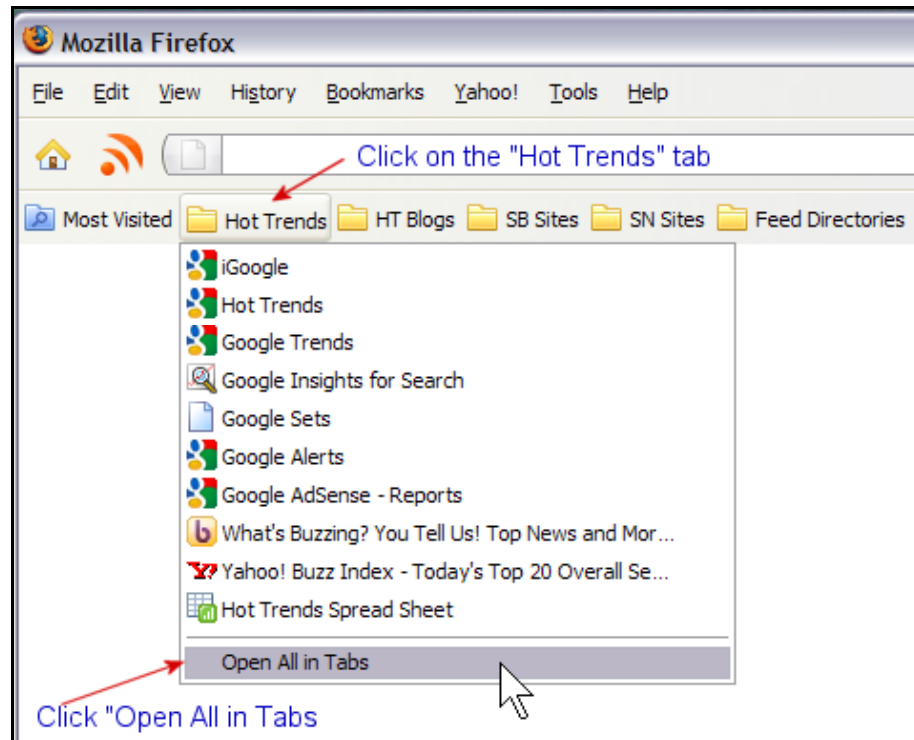 Mozilla Firefox
File Edit View History Bookmarks Yahoo! Tools Help
Click on the "Hot Trends" tab
Most Visited Hot Trends HT Blogs SB Sites SN Sites Feed Directories
iGoogle
Hot Trends
Google Trends
Google Insights for Search
Google Sets
Google Alerts
Google AdSense - Reports
What's Buzzing? You Tell Us! Top News and Mor...
Yahoo! Buzz Index - Today's Top 20 Overall Se...
Hot Trends Spread Sheet
Open All in Tabs
Click "Open All in Tabs